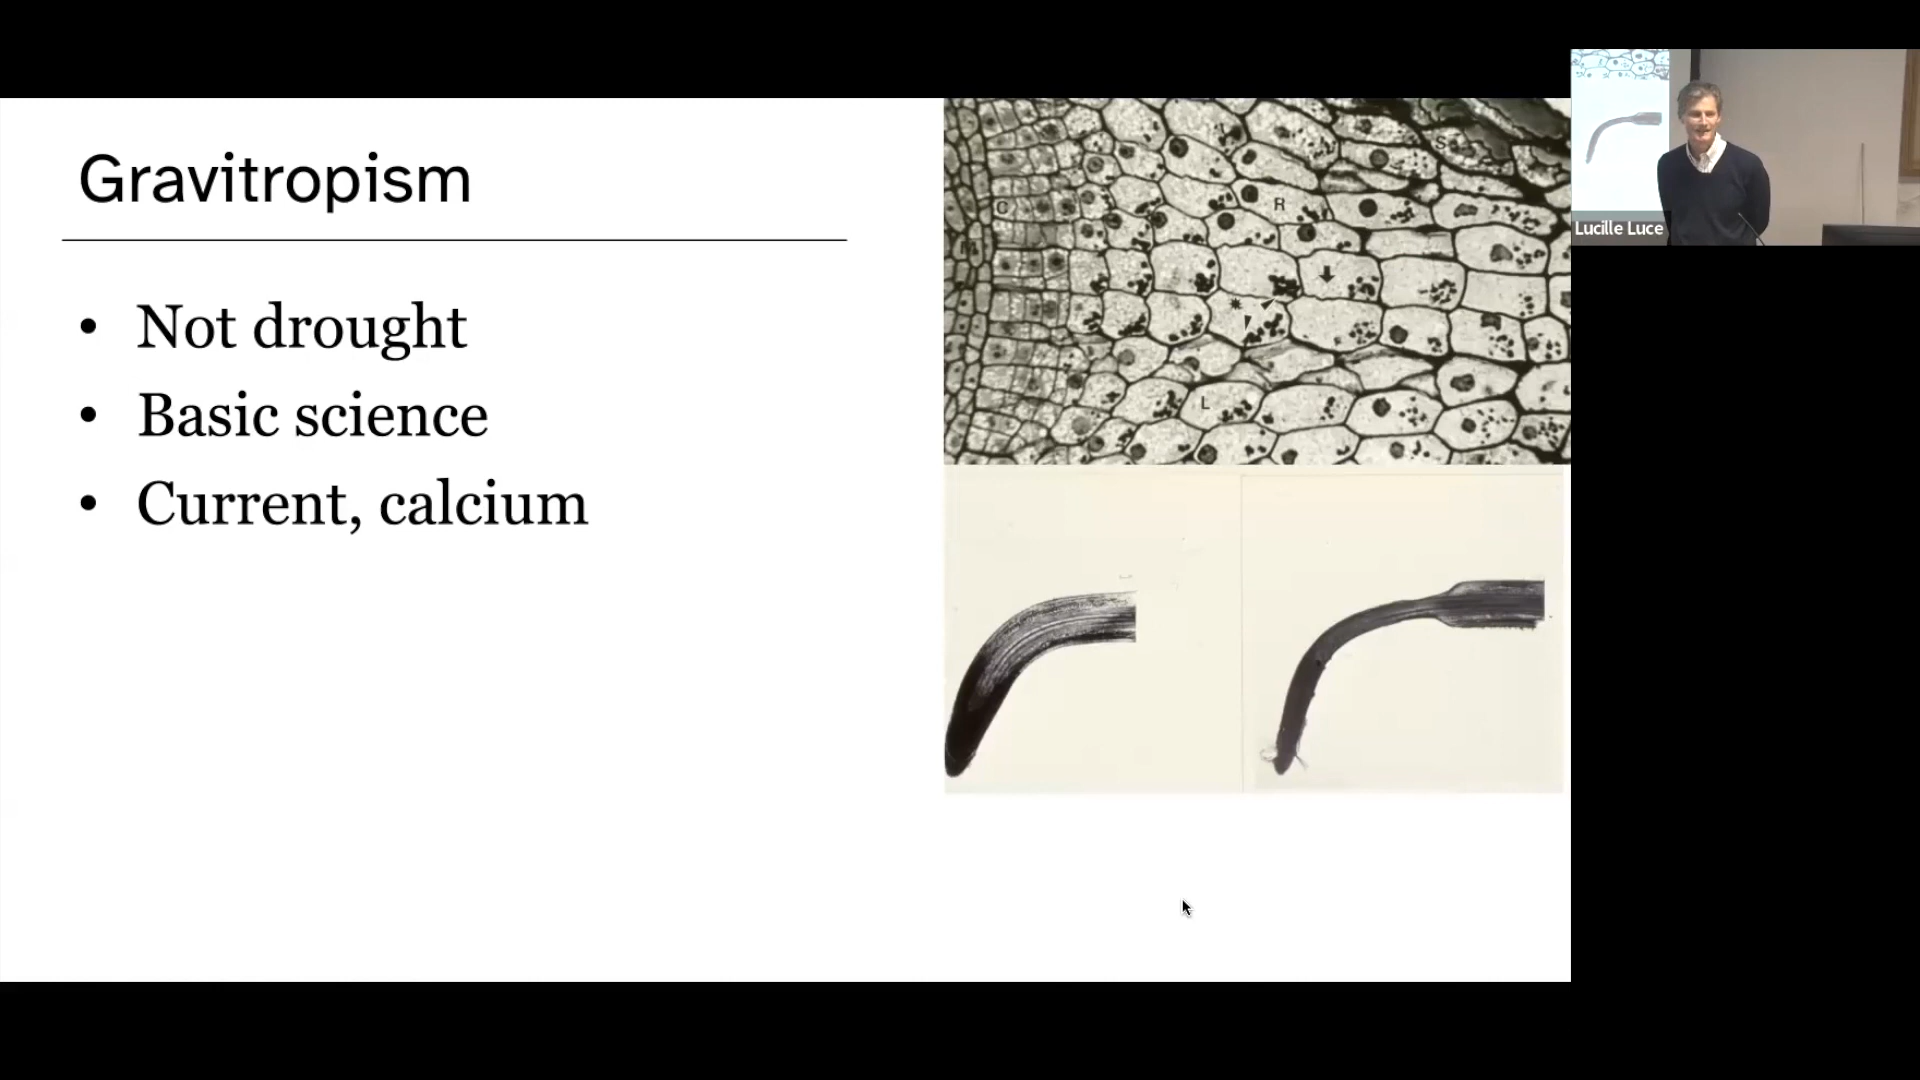 Gravitropism
• Not drought
• Basic science
• Current, calcium
C
M
S
R
L
Lucille Luce